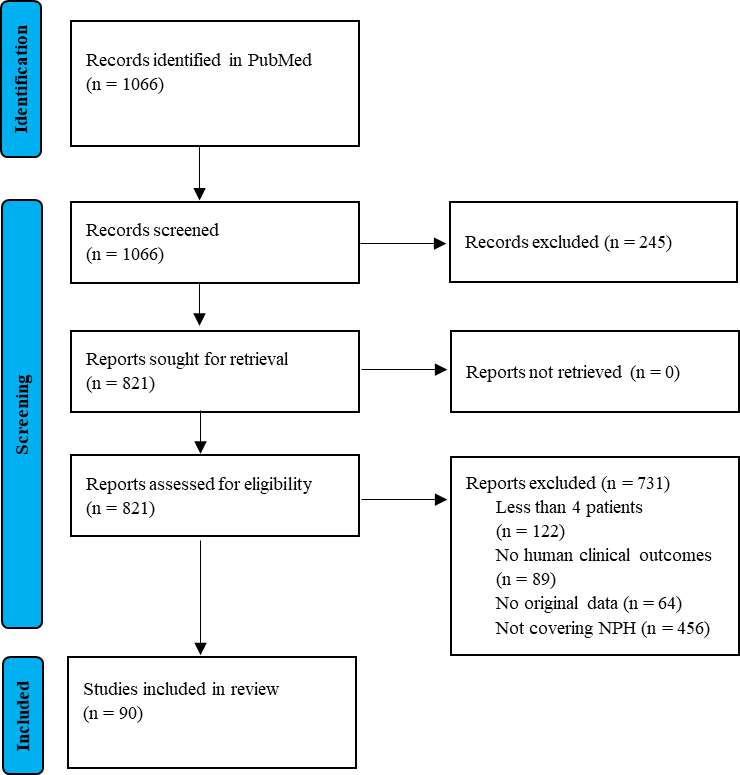 Identification
Records identified in PubMed
(n = 1066)
Screening
Records screened
(n = 1066)
Records excluded (n = 245)
Reports sought for retrieval
(n = 821)
Reports not retrieved (n = 0)
Reports assessed for eligibility
(n = 821)
Reports excluded (n = 731)
Less than 4 patients
(n = 122)
No human clinical outcomes
(n = 89)
No original data (n = 64)
Not covering NPH (n = 456)
Included
Studies included in review
(n = 90)